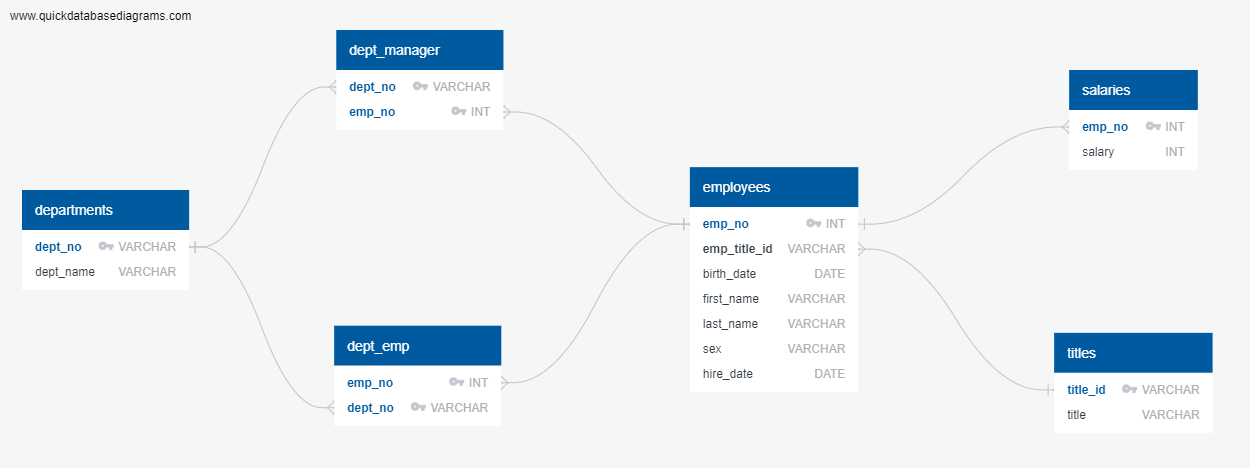 www.quickdatabasediagrams.com
dept_manager
dept_no VARCHAR
emp_no INT
departments
dept_no VARCHAR
dept_name VARCHAR
dept_emp
emp_no INT
dept_no VARCHAR
employees
emp_no INT
emp_title_id VARCHAR
birth_date DATE
first_name VARCHAR
last_name VARCHAR
sex VARCHAR
hire_date DATE
salaries
emp_no INT
salary INT
titles
title_id VARCHAR
title VARCHAR